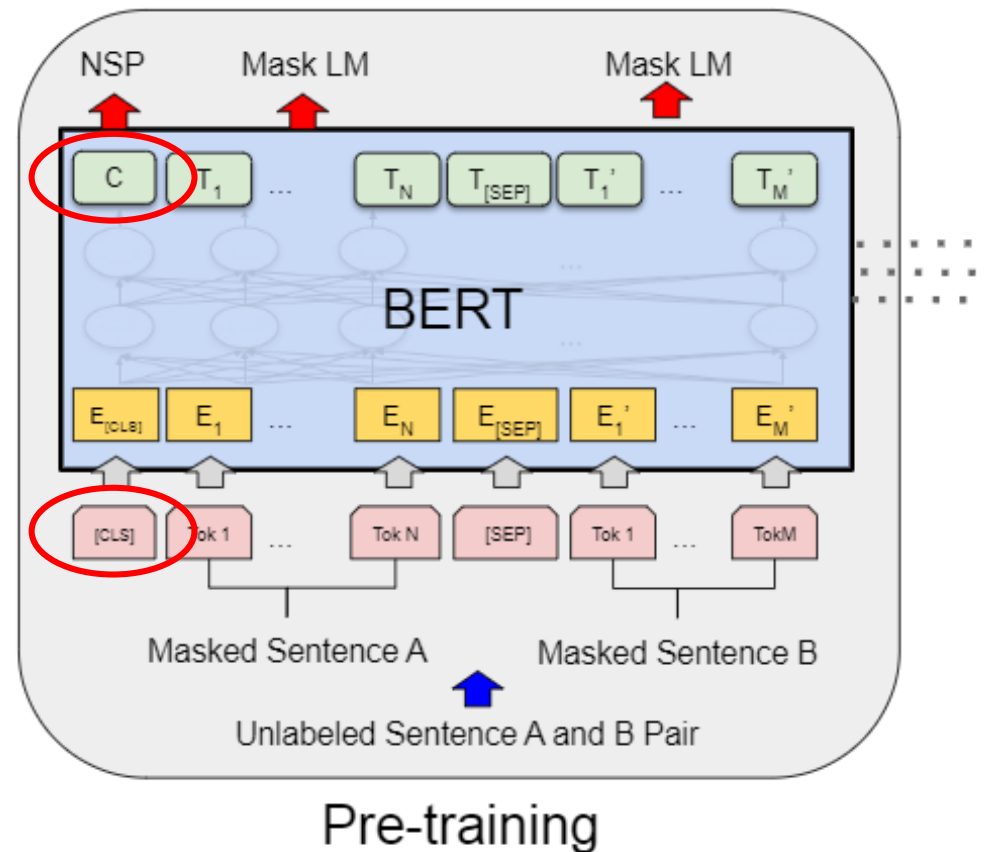 NSP Mask LM Mask LM
C T1 ... TN T[SEP] T1' ... TM'
...
BERT
...
E[CLS] E1 ... EN E[SEP] E1' ... EM'
[CLS] Tok 1 ... Tok N [SEP] Tok 1 ... TokM
Masked Sentence A Masked Sentence B
Unlabeled Sentence A and B Pair
Pre-training